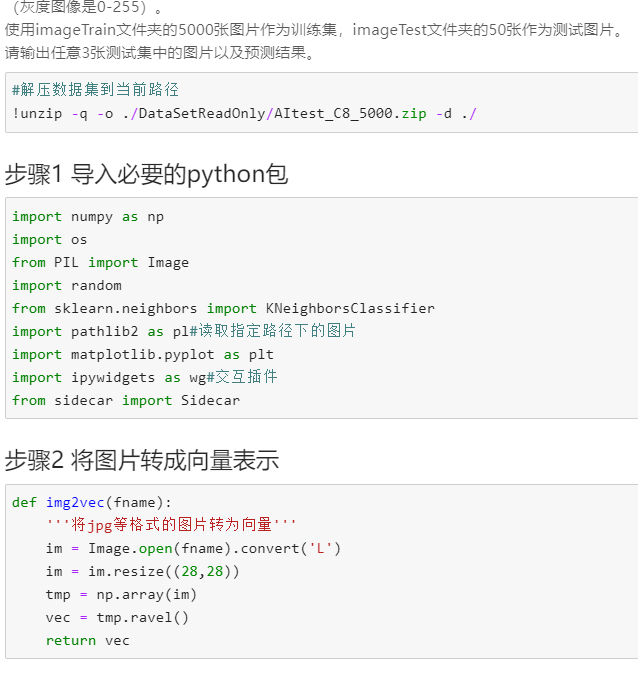 （灰度图像是0-255）。
使用imageTrain文件夹的5000张图片作为训练集，imageTest文件夹的50张作为测试图片。
请输出任意3张测试集中的图片以及预测结果。
#解压数据集到当前路径
!unzip -q -o ./DataSetReadOnly/AItest_C8_5000.zip -d ./
步骤1 导入必要的python包
import numpy as np
import os
from PIL import Image
import random
from sklearn.neighbors import KNeighborsClassifier
import pathlib2 as pl#读取指定路径下的图片
import matplotlib.pyplot as plt
import ipywidgets as wg#交互插件
from sidecar import Sidecar
步骤2 将图片转成向量表示
def img2vec(fname):
    '''将jpg等格式的图片转为向量'''
    im = Image.open(fname).convert('L')
    im = im.resize((28,28))
    tmp = np.array(im)
    vec = tmp.ravel()
    return vec